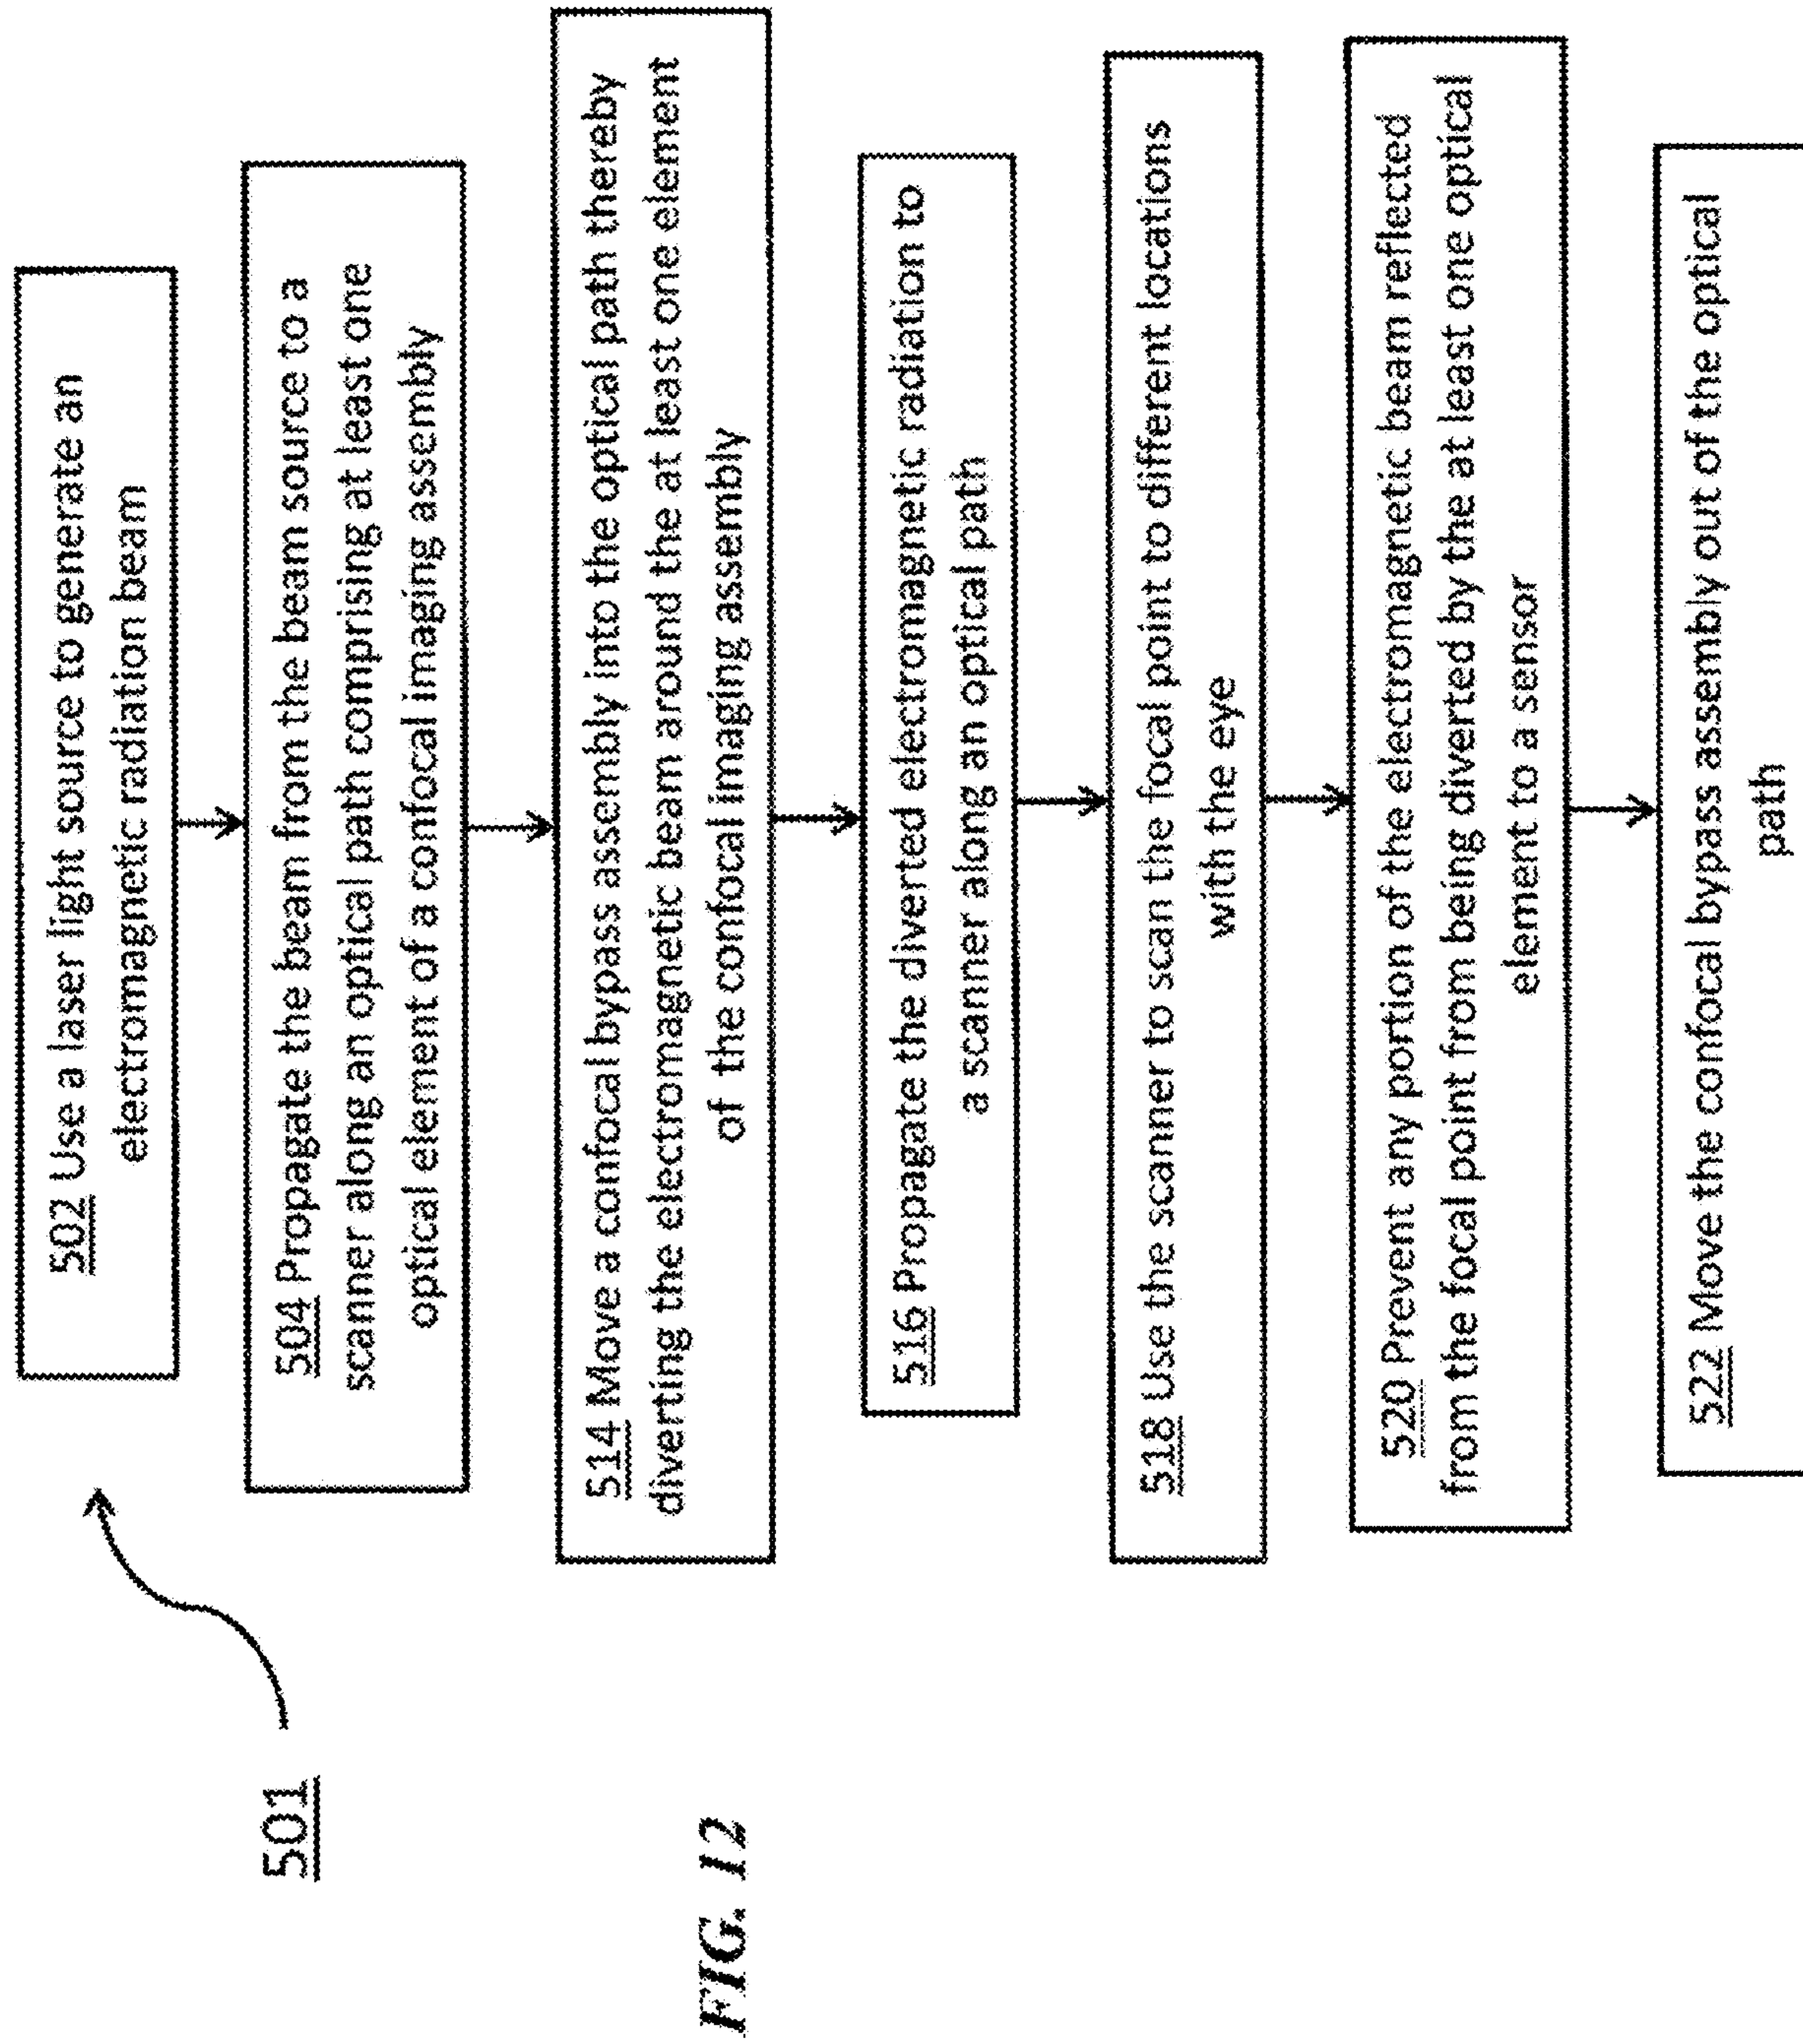 502 Use a laser light source to generate an
electromagnetic radiation beam
504 Propagate the beam from the beam source to a
scanner along an optical path comprising at least one
optical element of a confocal imaging assembly
514 Move a confocal bypass assembly into the optical path thereby
diverting the electromagnetic beam around the at least one element
of the confocal imaging assembly
516 Propagate the diverted electromagnetic radiation to
a scanner along an optical path
518 Use the scanner to scan the focal point to different locations
with the eye
520 Prevent any portion of the electromagnetic beam reflected
from the focal point from being diverted by the at least one optical
element to a sensor
522 Move the confocal bypass assembly out of the optical
path
501
FIG. 12